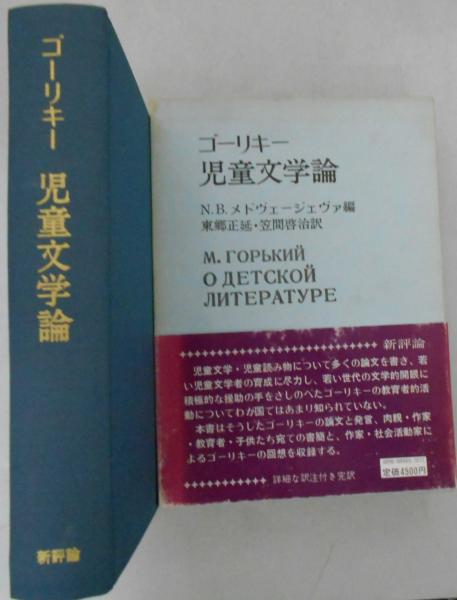 ゴーリキー 児童文学論
新評論
ゴーリキー
児童文学論
N.B.メドヴェージェヴァ編
東郷正延・笠間啓治訳
М. ГОРЬКИЙ
О ДЕТСКОЙ
ЛИТЕРАТУРЕ
新評論
児童文学・児童読み物について多くの論文を書き、若
い児童文学者の育成に尽力し、若い世代の文学的開眼に
積極的な援助の手をさしのべたゴーリキーの教育者的活
動についてわが国ではあまり知られていない。
本書はそうしたゴーリキーの論文と発言、肉親・作家
・教育者・子供たち宛ての書簡と、作家・社会活動家に
よるゴーリキーの回想を収録する。
詳細な訳注付き完訳
定価4500円